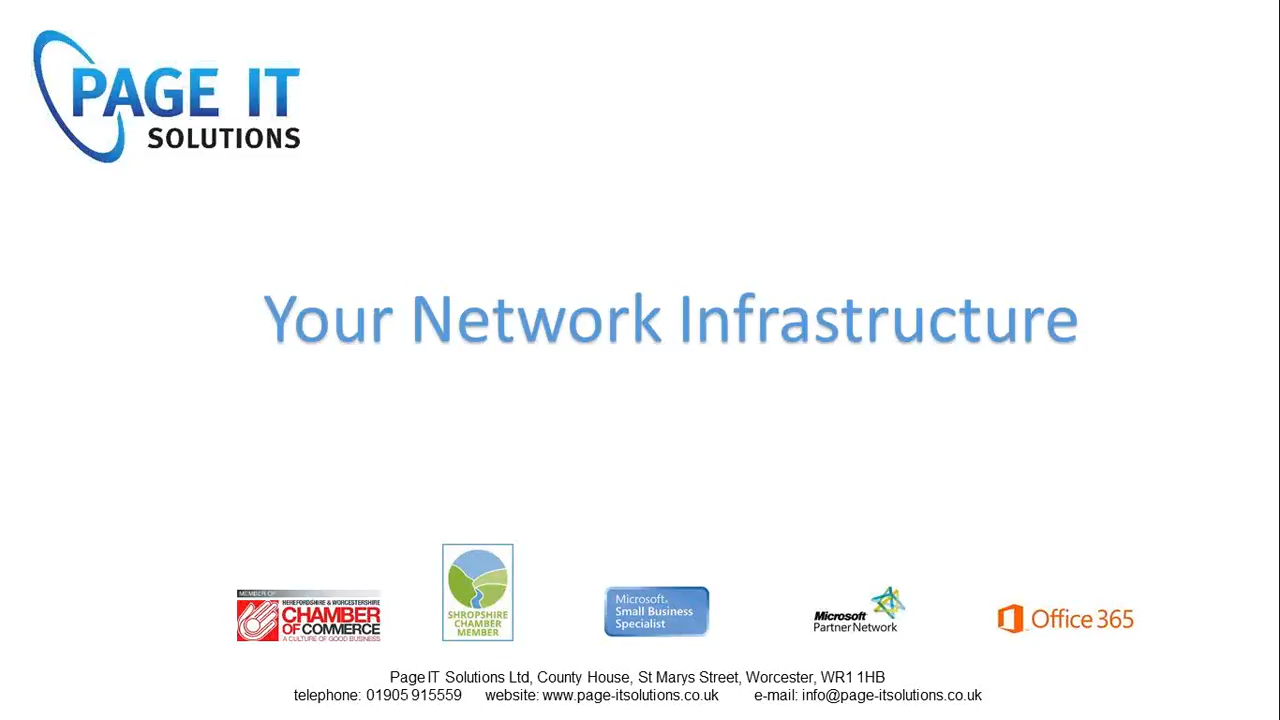 PAGE IT
SOLUTIONS
Your Network Infrastructure
MEMBER OF
HEREFORDSHIRE & WORCESTERSHIRE
CHAMBER
OF COMMERCE
A CULTURE OF GOOD BUSINESS
SHROPSHIRE
CHAMBER
MEMBER
Microsoft
Small Business
Specialist
Microsoft
Partner Network
Office 365
Page IT Solutions Ltd, County House, St Marys Street, Worcester, WR1 1HB
telephone: 01905 915559 website: www.page-itsolutions.co.uk e-mail: info@page-itsolutions.co.uk